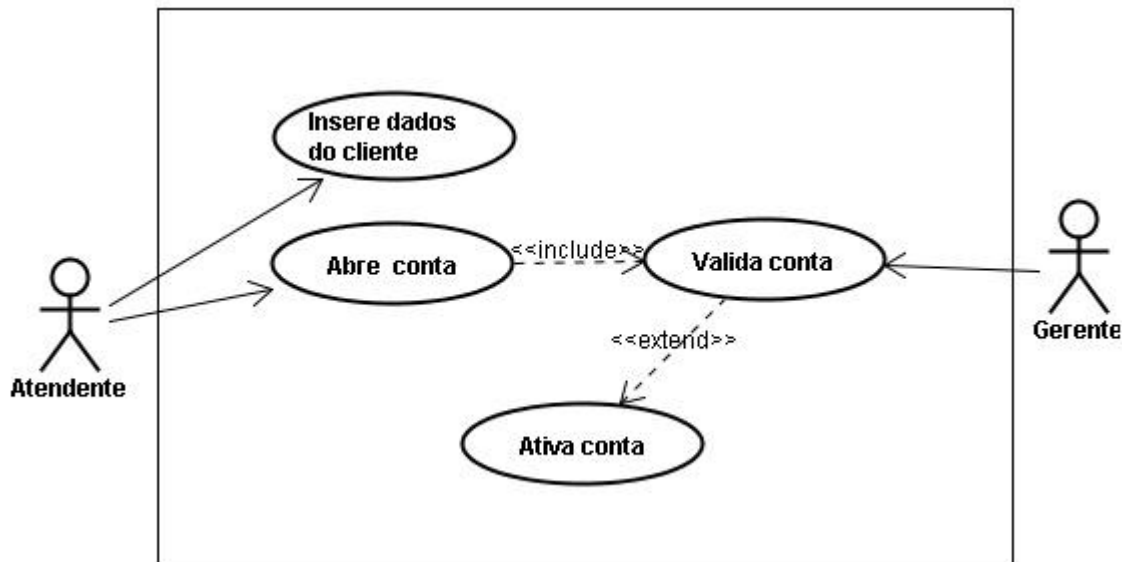 Insere dados
do cliente
Abre conta
<<include>>
Valida conta
<<extend>>
Ativa conta
Atendente
Gerente